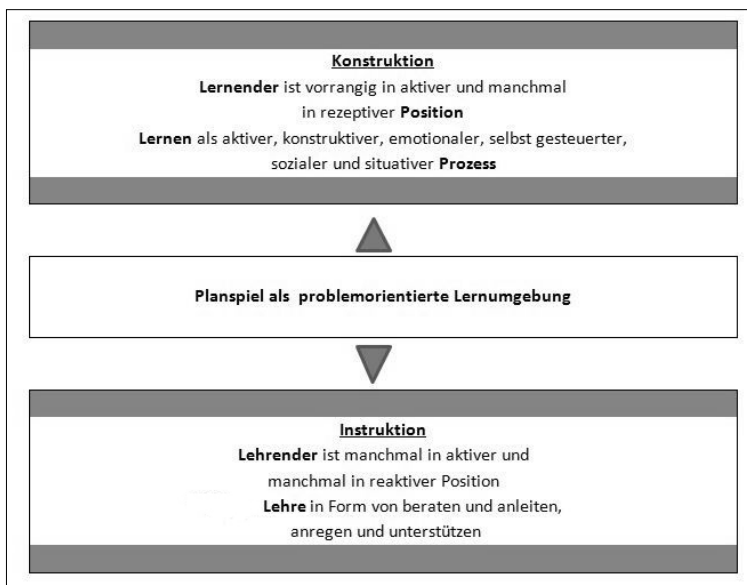 Konstruktion
Lernender ist vorrangig in aktiver und manchmal
in rezeptiver Position
Lernen als aktiver, konstruktiver, emotionaler, selbst gesteuerter,
sozialer und situativer Prozess
Planspiel als problemorientierte Lernumgebung
Instruktion
Lehrender ist manchmal in aktiver und
manchmal in reaktiver Position
Lehre in Form von beraten und anleiten,
anregen und unterstützen